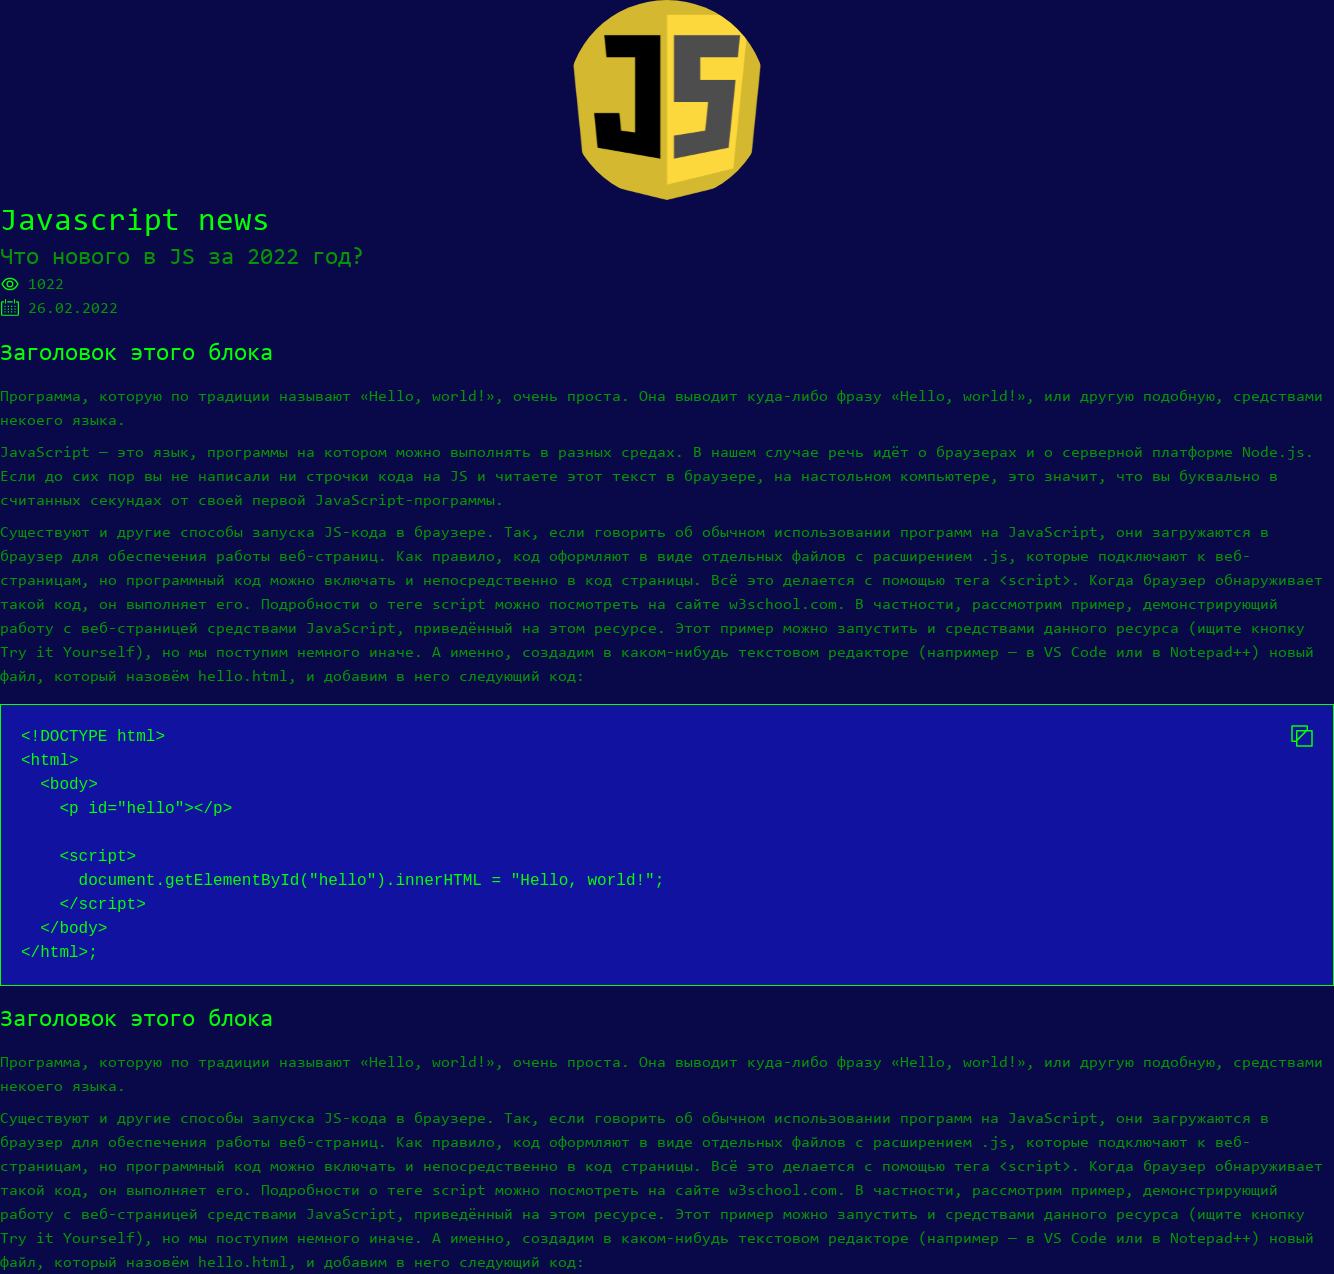 JS
Javascript news
Что нового в JS за 2022 год?
1022
26.02.2022
Заголовок этого блока
Программа, которую по традиции называют «Hello, world!», очень проста. Она выводит куда-либо фразу «Hello, world!», или другую подобную, средствами
некоего языка.
JavaScript — это язык, программы на котором можно выполнять в разных средах. В нашем случае речь идёт о браузерах и о серверной платформе Node.js.
Если до сих пор вы не написали ни строчки кода на JS и читаете этот текст в браузере, на настольном компьютере, это значит, что вы буквально в
считанных секундах от своей первой JavaScript-программы.
Существуют и другие способы запуска JS-кода в браузере. Так, если говорить об обычном использовании программ на JavaScript, они загружаются в
браузер для обеспечения работы веб-страниц. Как правило, код оформляют в виде отдельных файлов с расширением .js, которые подключают к веб-
страницам, но программный код можно включать и непосредственно в код страницы. Всё это делается с помощью тега <script>. Когда браузер обнаруживает
такой код, он выполняет его. Подробности о теге script можно посмотреть на сайте w3school.com. В частности, рассмотрим пример, демонстрирующий
работу с веб-страницей средствами JavaScript, приведённый на этом ресурсе. Этот пример можно запустить и средствами данного ресурса (ищите кнопку
Try it Yourself), но мы поступим немного иначе. А именно, создадим в каком-нибудь текстовом редакторе (например — в VS Code или в Notepad++) новый
файл, который назовём hello.html, и добавим в него следующий код:
<!DOCTYPE html>
<html>
  <body>
    <p id="hello"></p>

    <script>
      document.getElementById("hello").innerHTML = "Hello, world!";
    </script>
  </body>
</html>;
Заголовок этого блока
Программа, которую по традиции называют «Hello, world!», очень проста. Она выводит куда-либо фразу «Hello, world!», или другую подобную, средствами
некоего языка.
Существуют и другие способы запуска JS-кода в браузере. Так, если говорить об обычном использовании программ на JavaScript, они загружаются в
браузер для обеспечения работы веб-страниц. Как правило, код оформляют в виде отдельных файлов с расширением .js, которые подключают к веб-
страницам, но программный код можно включать и непосредственно в код страницы. Всё это делается с помощью тега <script>. Когда браузер обнаруживает
такой код, он выполняет его. Подробности о теге script можно посмотреть на сайте w3school.com. В частности, рассмотрим пример, демонстрирующий
работу с веб-страницей средствами JavaScript, приведённый на этом ресурсе. Этот пример можно запустить и средствами данного ресурса (ищите кнопку
Try it Yourself), но мы поступим немного иначе. А именно, создадим в каком-нибудь текстовом редакторе (например — в VS Code или в Notepad++) новый
файл, который назовём hello.html, и добавим в него следующий код: